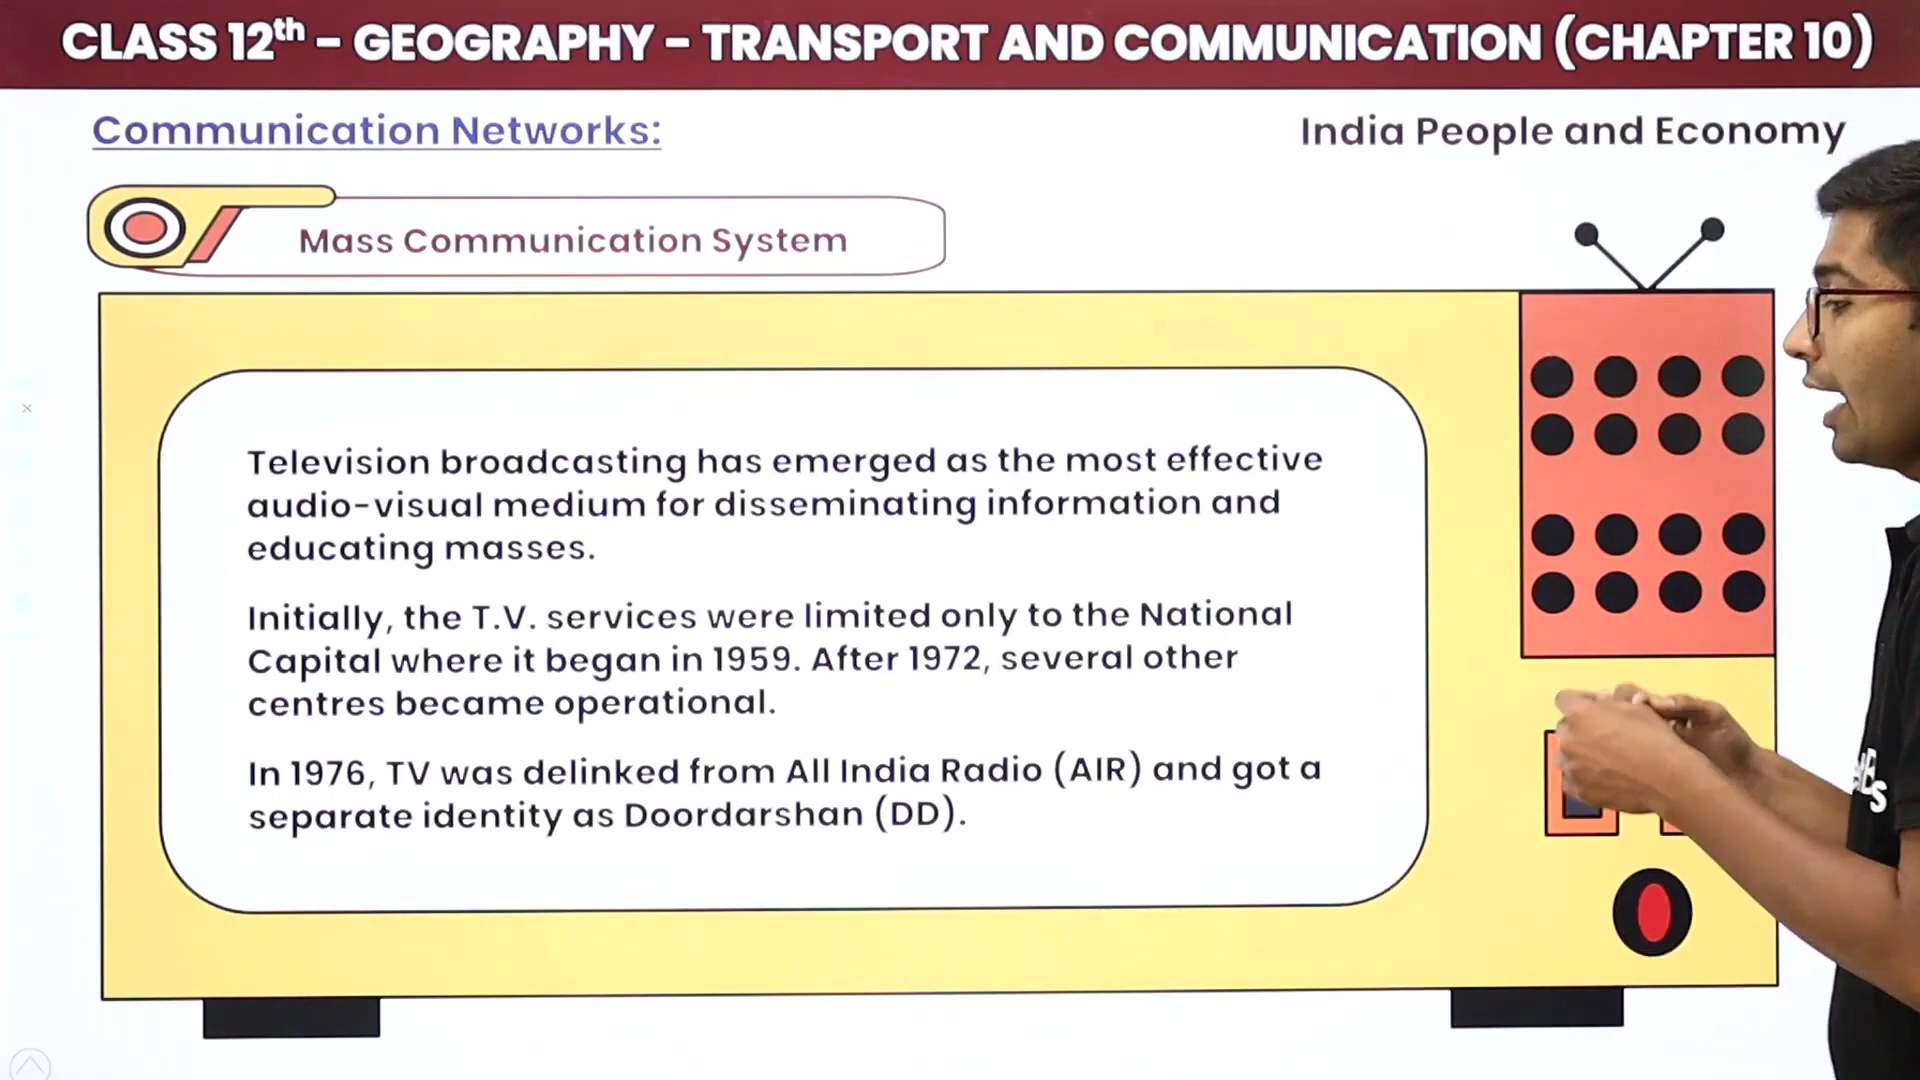 CLASS 12th - GEOGRAPHY - TRANSPORT AND COMMUNICATION (CHAPTER 10)
Communication Networks:
India People and Economy
Mass Communication System
Television broadcasting has emerged as the most effective
audio-visual medium for disseminating information and
educating masses.
Initially, the T.V. services were limited only to the National
Capital where it began in 1959. After 1972, several other
centres became operational.
In 1976, TV was delinked from All India Radio (AIR) and got a
separate identity as Doordarshan (DD).